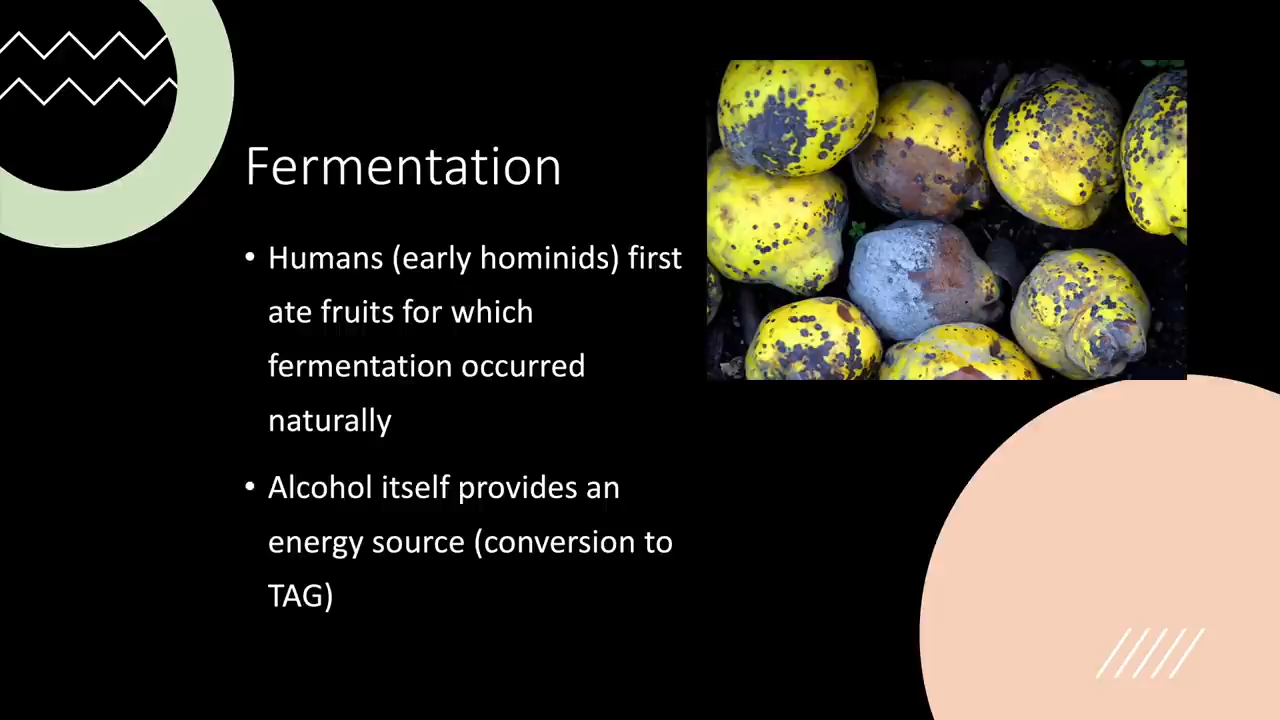 Fermentation
• Humans (early hominids) first
ate fruits for which
fermentation occurred
naturally
• Alcohol itself provides an
energy source (conversion to
TAG)